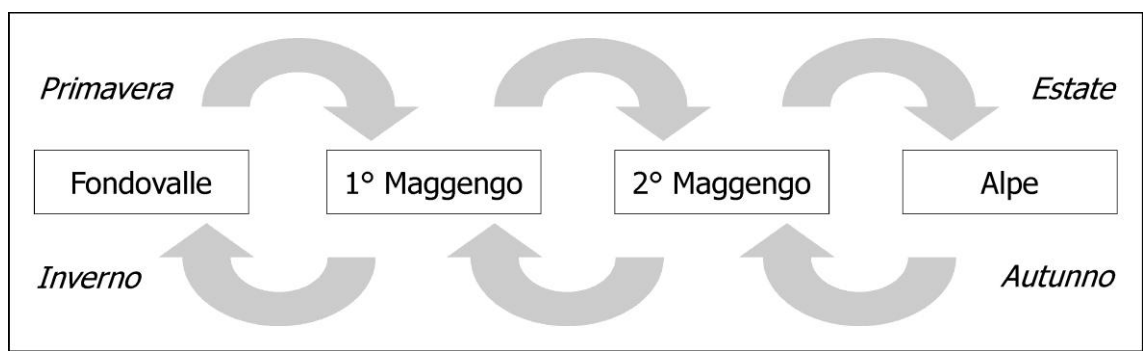 Primavera
Estate
Fondovalle
1° Maggengo
2° Maggengo
Alpe
Inverno
Autunno